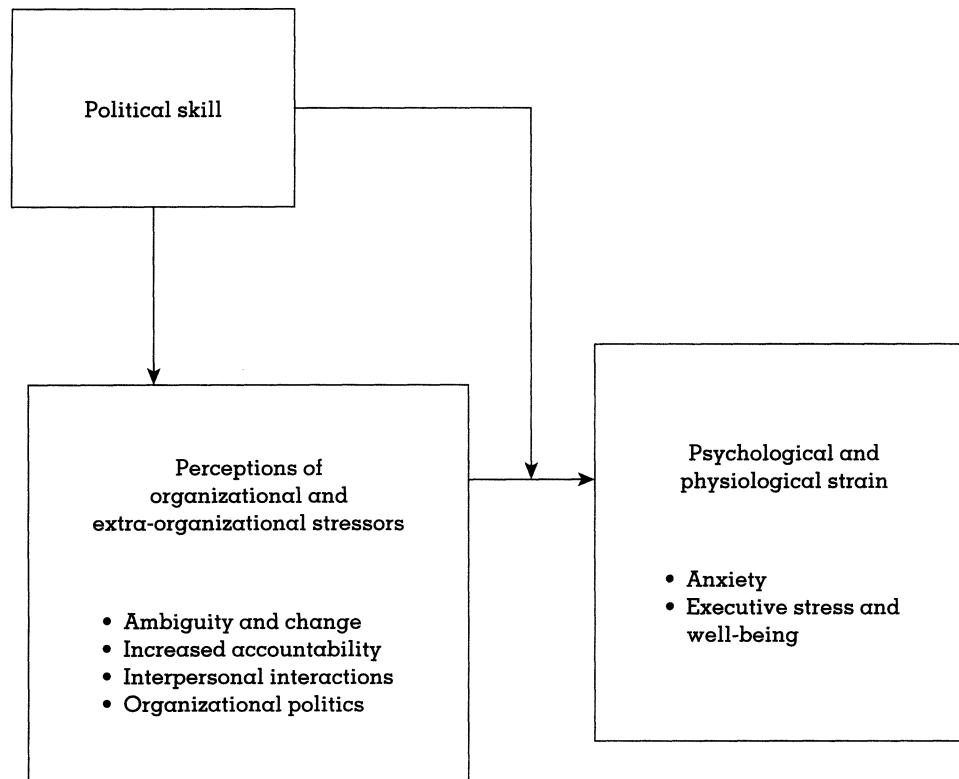 Political skill
Perceptions of
organizational and
extra-organizational stressors
• Ambiguity and change
• Increased accountability
• Interpersonal interactions
• Organizational politics
Psychological and
physiological strain
• Anxiety
• Executive stress and
well-being